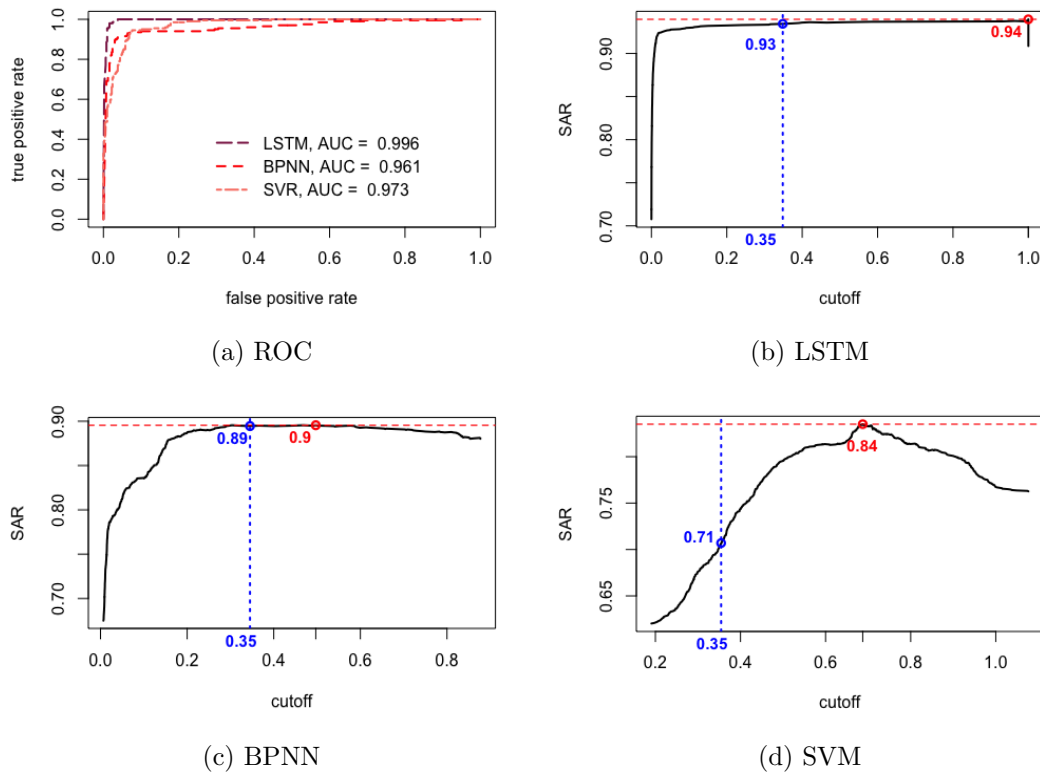 1.0
0.8
0.6
0.4
0.2
0.0
true positive rate
LSTM, AUC = 0.996
BPNN, AUC = 0.961
SVR, AUC = 0.973
0.0 0.2 0.4 0.6 0.8 1.0
false positive rate
(a) ROC
0.90
0.80
0.70
SAR
0.93
0.94
0.35
0.0 0.2 0.4 0.6 0.8 1.0
cutoff
(b) LSTM
0.90
0.80
0.70
SAR
0.89
0.9
0.35
0.0 0.2 0.4 0.6 0.8
cutoff
(c) BPNN
0.75
0.65
SAR
0.71
0.84
0.35
0.2 0.4 0.6 0.8 1.0
cutoff
(d) SVM